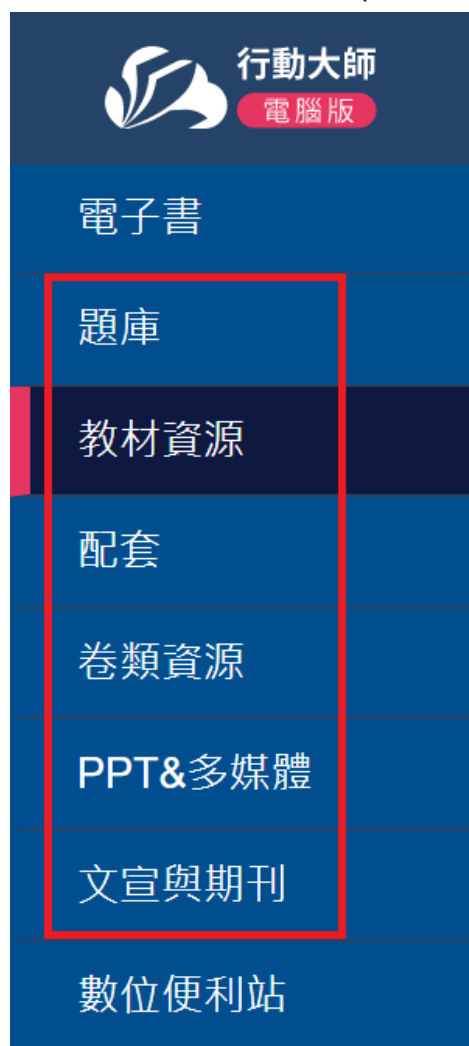 行動大師
電腦版
電子書
題庫
教材資源
配套
卷類資源
PPT&多媒體
文宣與期刊
數位便利站